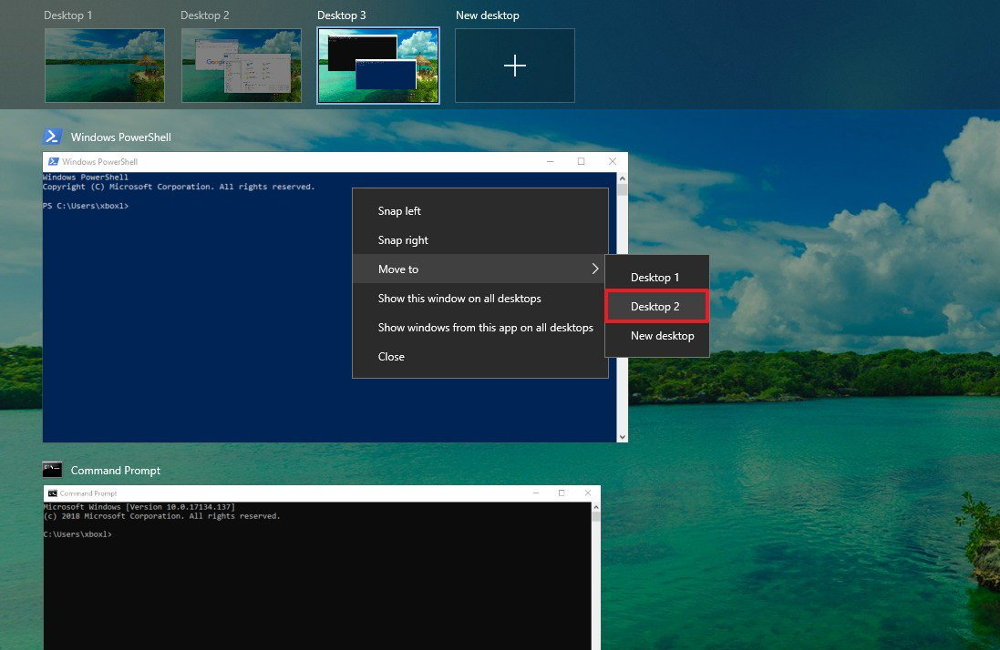 Desktop 1
Desktop 2
Desktop 3
New desktop
Windows PowerShell
Windows PowerShell
Windows PowerShell
Copyright (C) Microsoft Corporation. All rights reserved.
PS C:\Users\xboxl>
Snap left
Snap right
Move to
Show this window on all desktops
Show windows from this app on all desktops
Close
Desktop 1
Desktop 2
New desktop
Command Prompt
Command Prompt
Microsoft Windows [Version 10.0.17134.137]
(c) 2018 Microsoft Corporation. All rights reserved.
C:\Users\xboxl>